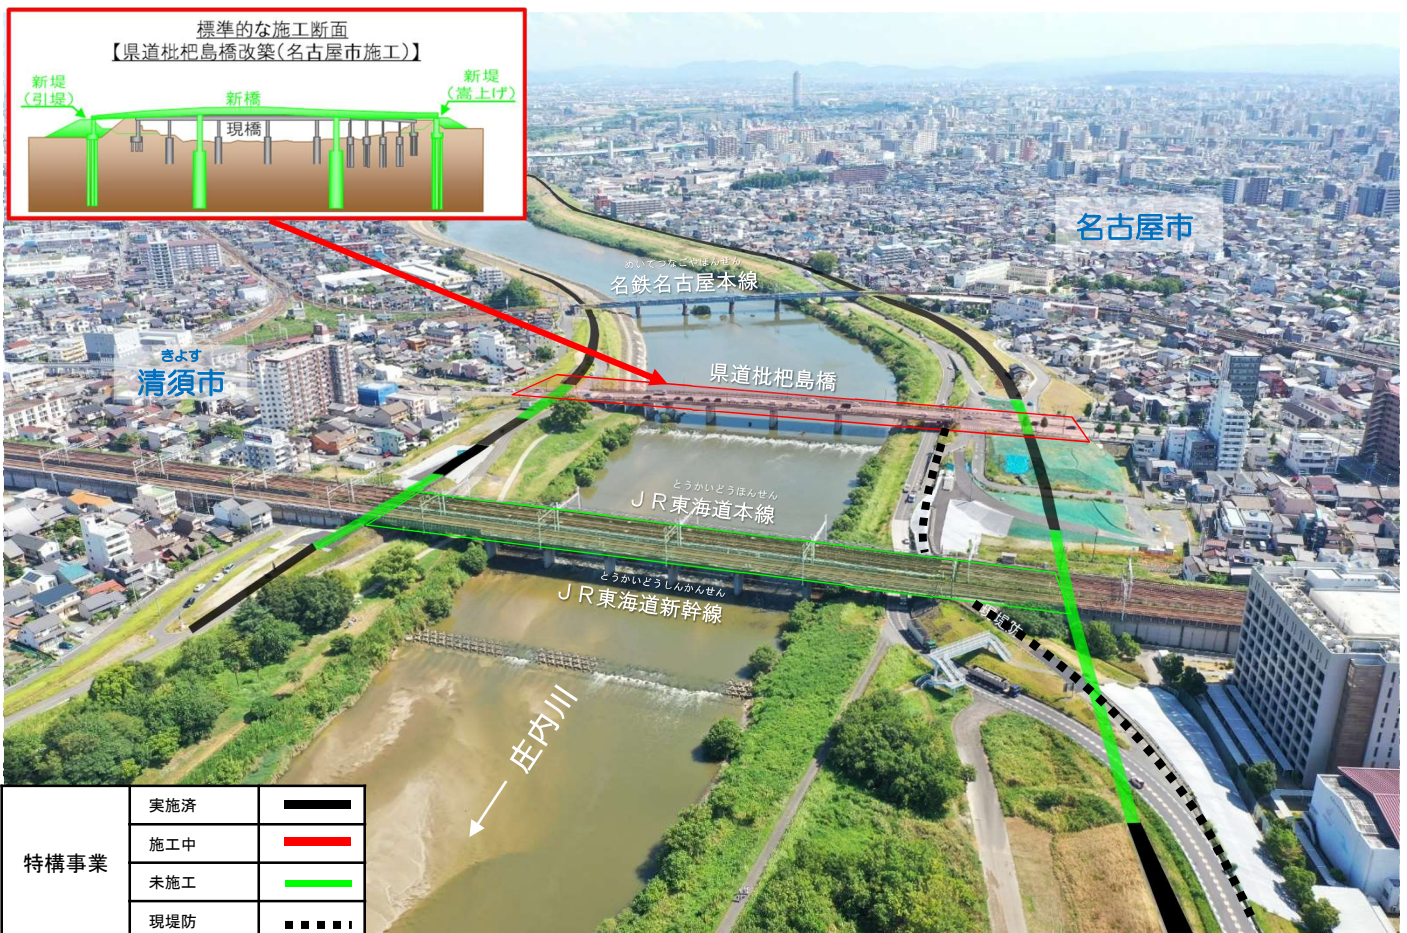 標準的な施工断面
【県道枇杷島橋改築(名古屋市施工)】
新堤
(引堤)
新橋
現橋
新堤
(嵩上げ)
名古屋市
めいてつなごやほんせん
名鉄名古屋本線
きよす
清須市
県道枇杷島橋
とうかいどうほんせん
ＪＲ東海道本線
とうかいどうしんかんせん
ＪＲ東海道新幹線
堤防
庄内川
特構事業
実施済
施工中
未施工
現堤防